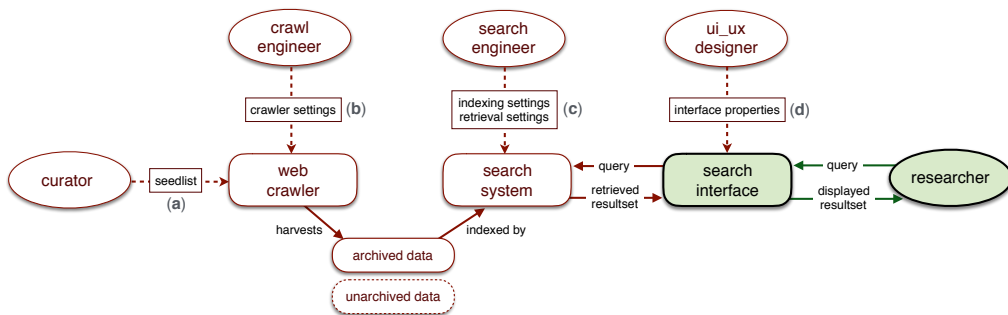 crawl
engineer
search
engineer
ui_ux
designer
crawler settings
(b)
indexing settings
retrieval settings
(c)
interface properties
(d)
curator
seedlist
(a)
web
crawler
search
system
query
retrieved
resultset
search
interface
query
displayed
resultset
researcher
harvests
indexed by
archived data
unarchived data